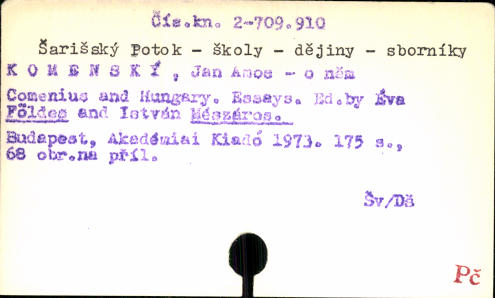 Čís.kn. 2-709.910
Šarišský Potok - školy - dějiny - sborníky
K O M E N S K Ý , Jan Amos - o něm
Comenius and Hungary. Essays. Ed.by Éva
Földes and István Mészáros.
Budapest, Akadémiai Kiadó 1973. 175 s.,
68 obr.na příl.
Šv/Dä
Pč